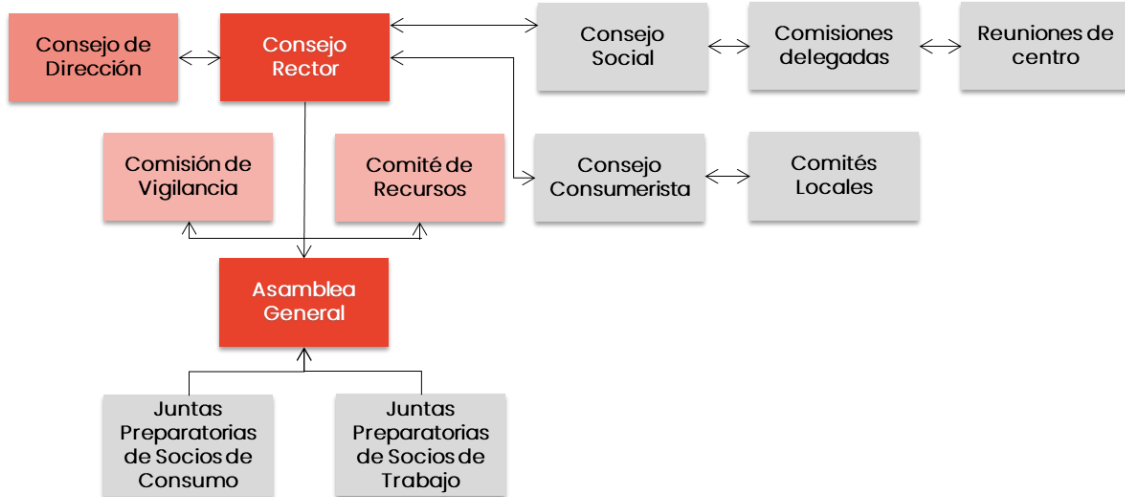 Consejo de
Dirección
Consejo
Rector
Consejo
Social
Comisiones
delegadas
Reuniones de
centro
Comisión de
Vigilancia
Comité de
Recursos
Consejo
Consumerista
Comités
Locales
Asamblea
General
Juntas
Preparatorias
de Socios de
Consumo
Juntas
Preparatorias
de Socios de
Trabajo